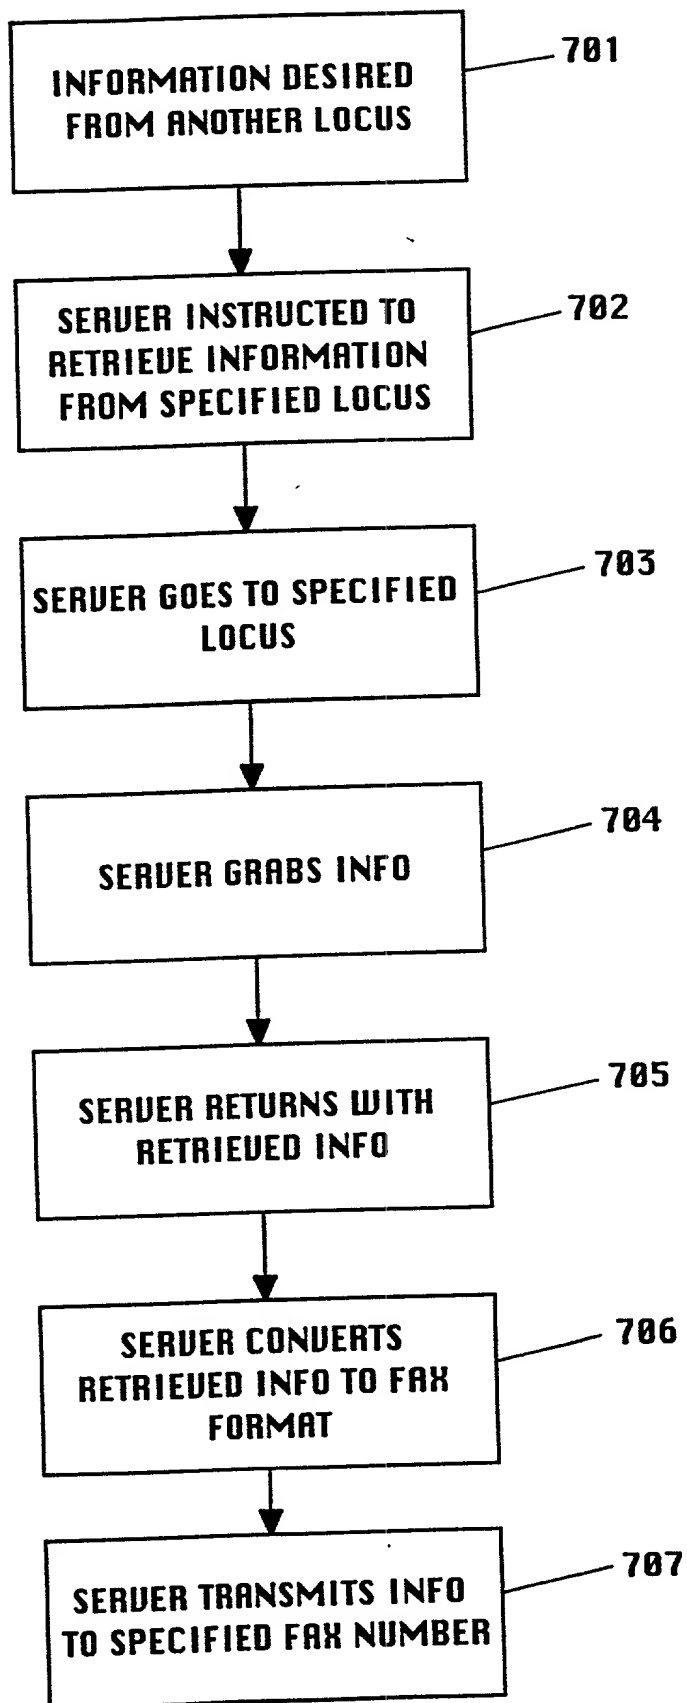 INFORMATION DESIRED
FROM ANOTHER LOCUS
701
SERVER INSTRUCTED TO
RETRIEVE INFORMATION
FROM SPECIFIED LOCUS
702
SERVER GOES TO SPECIFIED
LOCUS
703
SERVER GRABS INFO
704
SERVER RETURNS WITH
RETRIEVED INFO
705
SERVER CONVERTS
RETRIEVED INFO TO FAX
FORMAT
706
SERVER TRANSMITS INFO
TO SPECIFIED FAX NUMBER
707